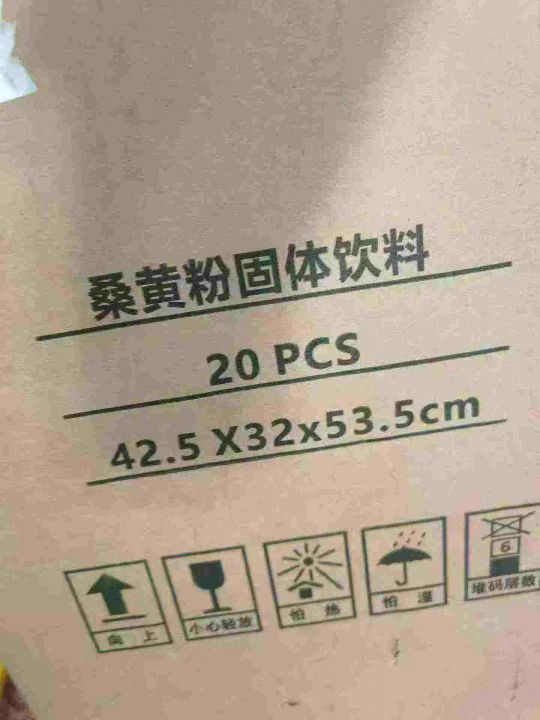 桑黄粉固体饮料
20 PCS
42.5 X32x53.5cm
6
向 上
小心轻放
怕 热
怕 湿
堆码层数